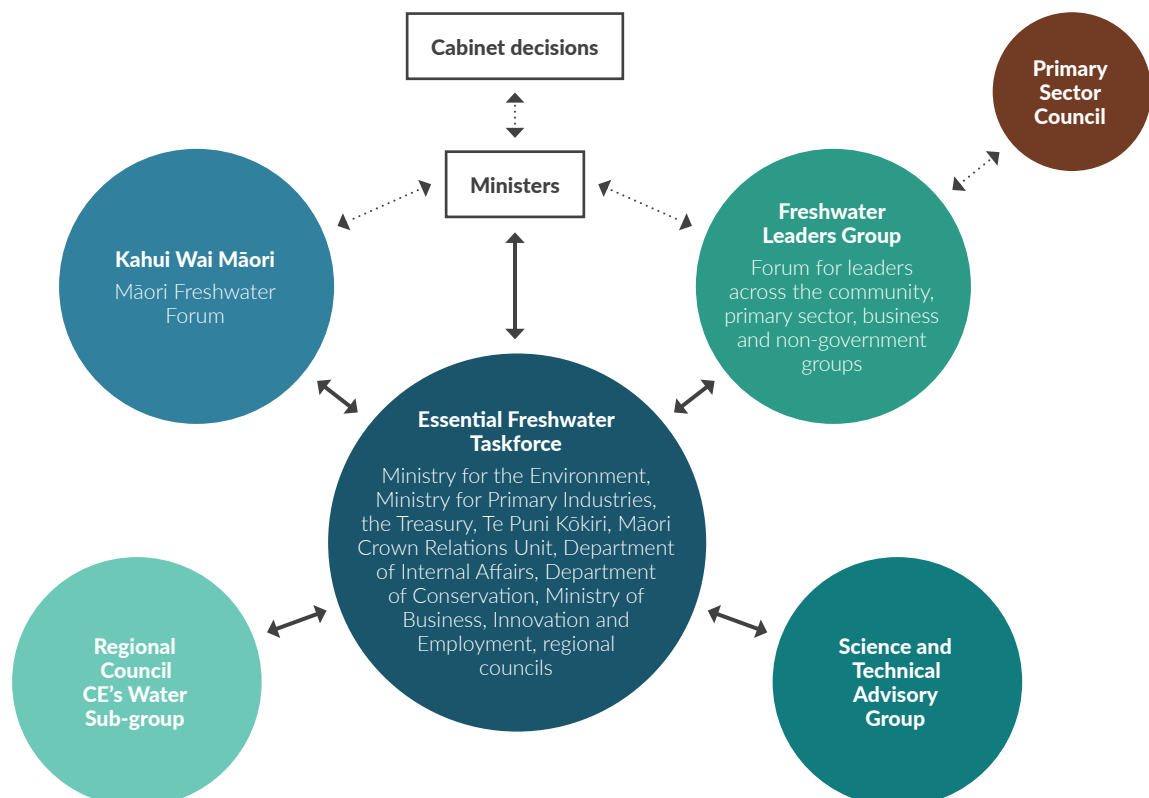 Cabinet decisions
Primary
Sector
Council
Ministers
Kahui Wai Māori
Māori Freshwater
Forum
Freshwater
Leaders Group
Forum for leaders
across the community,
primary sector, business
and non-government
groups
Essential Freshwater
Taskforce
Ministry for the Environment,
Ministry for Primary Industries,
the Treasury, Te Puni Kōkiri, Māori
Crown Relations Unit, Department
of Internal Affairs, Department
of Conservation, Ministry of
Business, Innovation and
Employment, regional
councils
Regional
Council
CE's Water
Sub-group
Science and
Technical
Advisory
Group